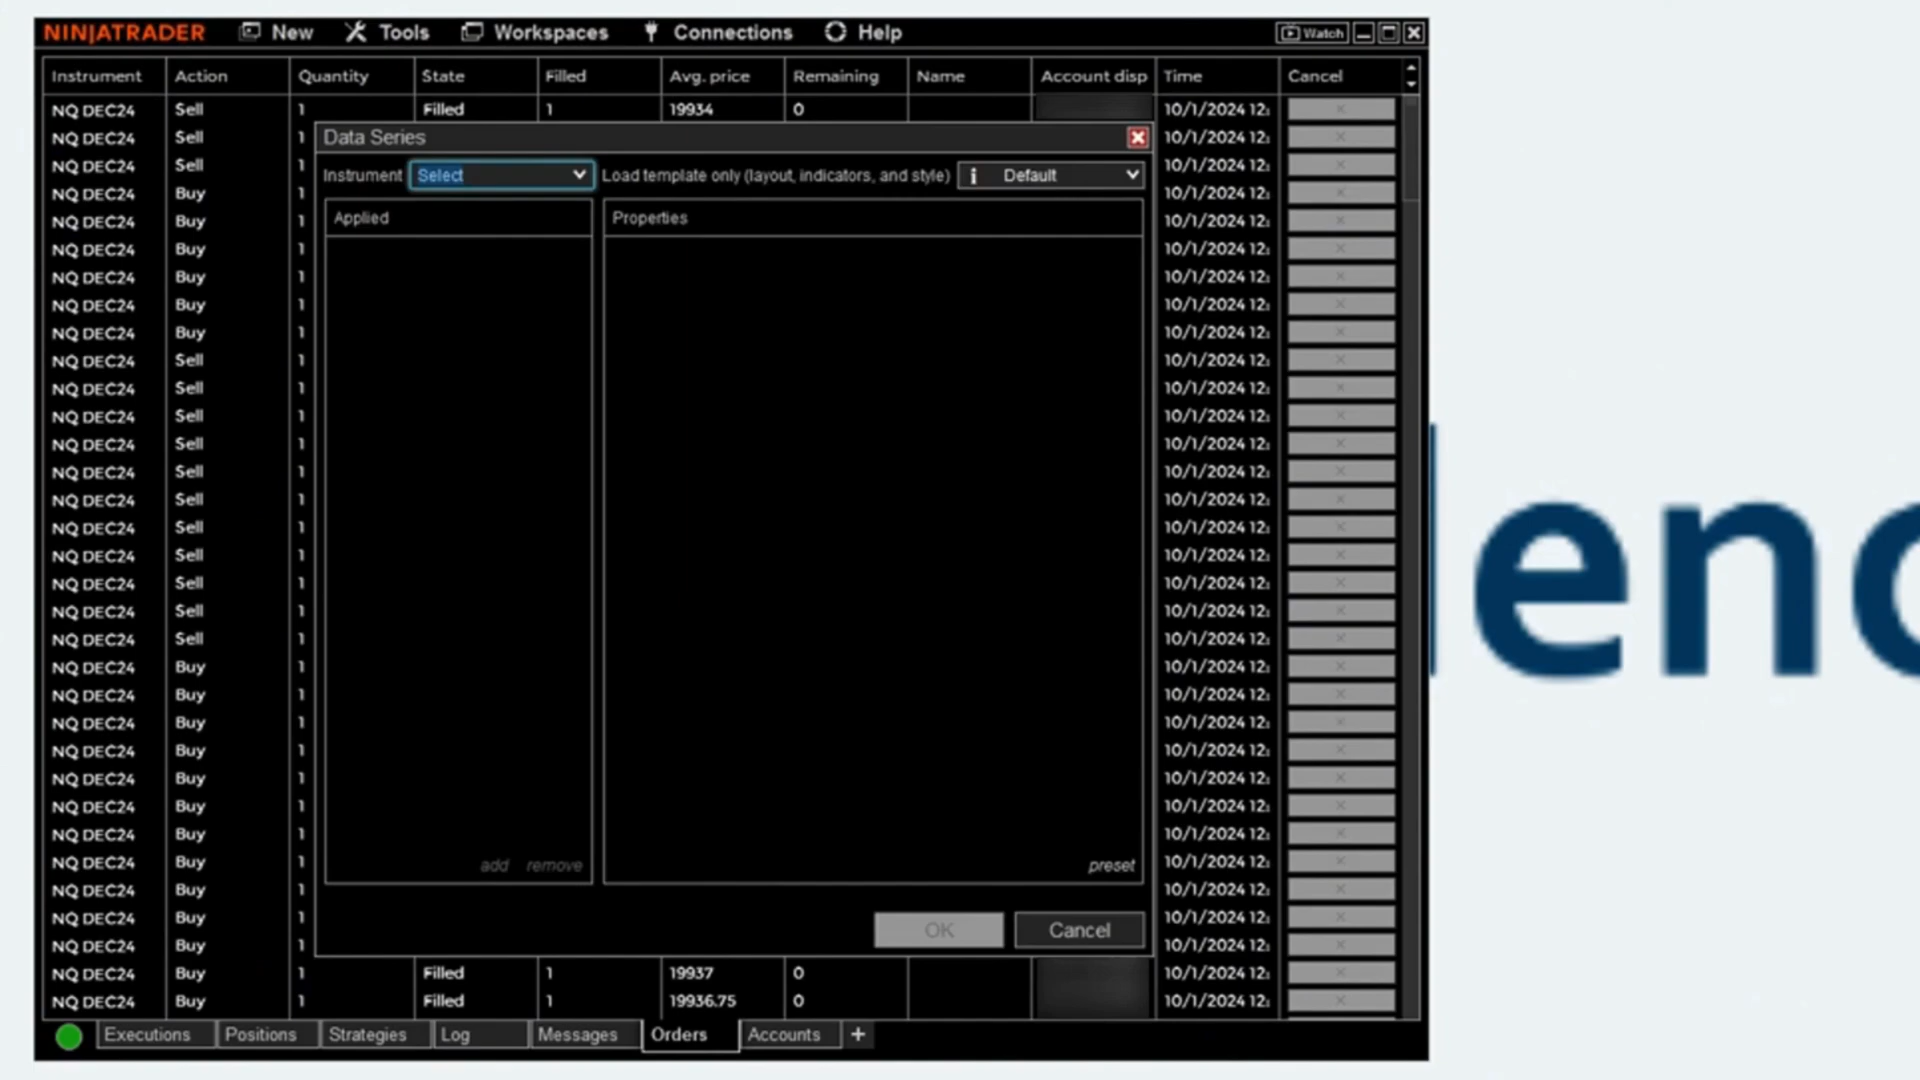 NINJATRADER New Tools Workspaces Connections Help Watch
Instrument Action Quantity State Filled Avg. price Remaining Name Account disp Time Cancel
NQ DEC24 Sell 1 Filled 1 19934 0 10/1/2024 12:
NQ DEC24 Sell 1 10/1/2024 12:
Data Series
NQ DEC24 Sell 1 10/1/2024 12:
Instrument Select Load template only (layout, indicators, and style) Default
NQ DEC24 Buy 1 10/1/2024 12:
NQ DEC24 Buy 1 10/1/2024 12:
Applied Properties
NQ DEC24 Buy 1 10/1/2024 12:
NQ DEC24 Buy 1 10/1/2024 12:
NQ DEC24 Buy 1 10/1/2024 12:
NQ DEC24 Buy 1 10/1/2024 12:
NQ DEC24 Sell 1 10/1/2024 12:
NQ DEC24 Sell 1 10/1/2024 12:
NQ DEC24 Sell 1 10/1/2024 12:
NQ DEC24 Sell 1 10/1/2024 12:
NQ DEC24 Sell 1 10/1/2024 12:
NQ DEC24 Sell 1 10/1/2024 12:
NQ DEC24 Sell 1 10/1/2024 12:
NQ DEC24 Sell 1 10/1/2024 12:
NQ DEC24 Sell 1 10/1/2024 12:
NQ DEC24 Sell 1 10/1/2024 12:
NQ DEC24 Sell 1 10/1/2024 12:
NQ DEC24 Buy 1 10/1/2024 12:
NQ DEC24 Buy 1 10/1/2024 12:
NQ DEC24 Buy 1 10/1/2024 12:
NQ DEC24 Buy 1 10/1/2024 12:
NQ DEC24 Buy 1 10/1/2024 12:
NQ DEC24 Buy 1 10/1/2024 12:
NQ DEC24 Buy 1 10/1/2024 12:
NQ DEC24 Buy 1 10/1/2024 12:
add remove preset
NQ DEC24 Buy 1 10/1/2024 12:
NQ DEC24 Buy 1 10/1/2024 12:
OK Cancel
NQ DEC24 Buy 1 10/1/2024 12:
NQ DEC24 Buy 1 Filled 1 19937 0 10/1/2024 12:
NQ DEC24 Buy 1 Filled 1 19936.75 0 10/1/2024 12:
Executions Positions Strategies Log Messages Orders Accounts +
en